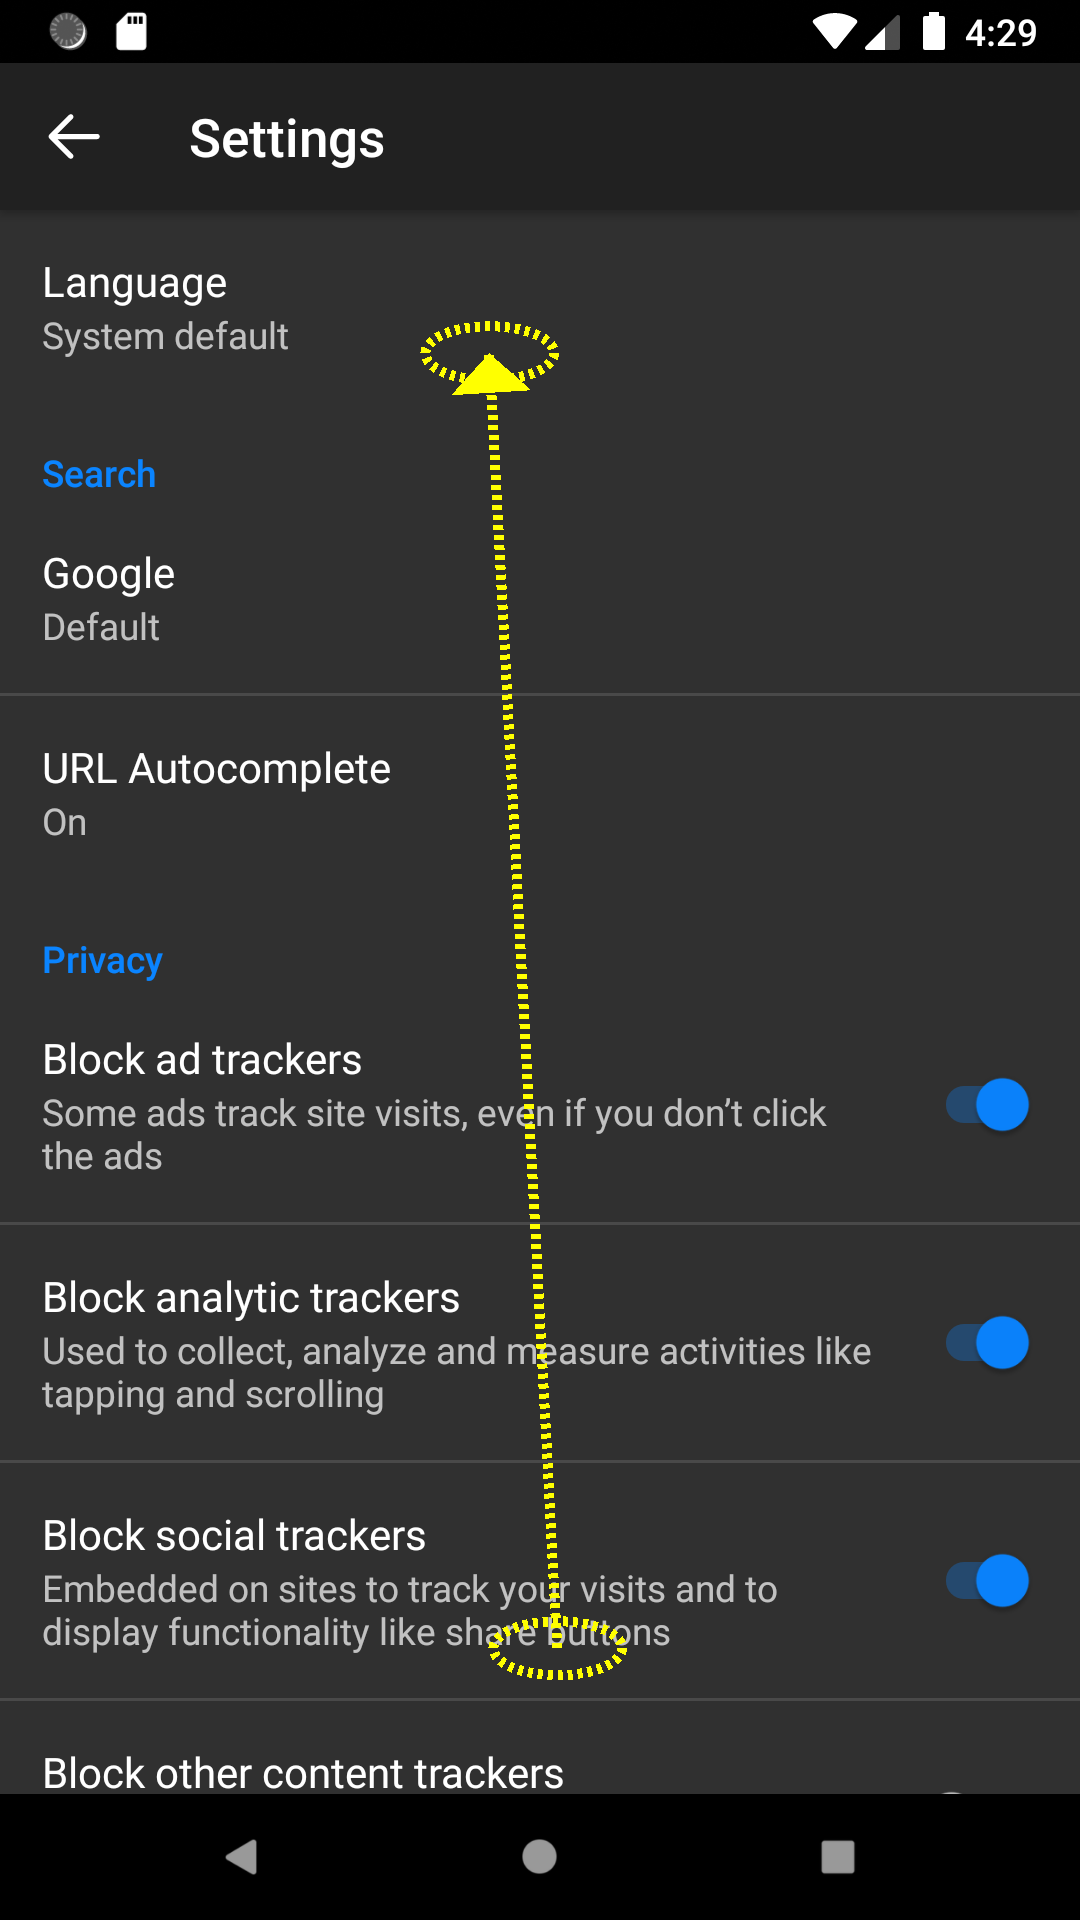 4:29
Settings
Language
System default
Search
Google
Default
URL Autocomplete
On
Privacy
Block ad trackers
Some ads track site visits, even if you don’t click
the ads
Block analytic trackers
Used to collect, analyze and measure activities like
tapping and scrolling
Block social trackers
Embedded on sites to track your visits and to
display functionality like share buttons
Block other content trackers